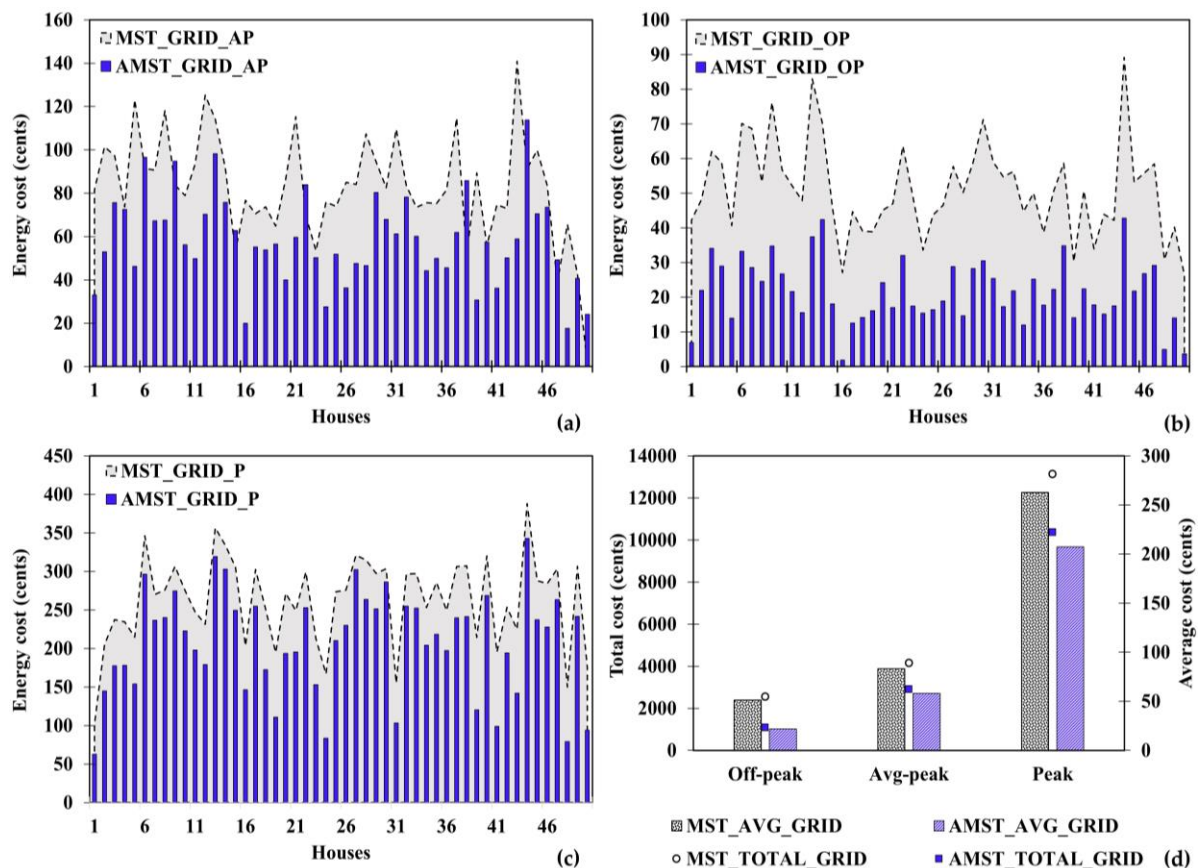 160
140
120
100
80
60
40
20
0
Energy cost (cents)
MST_GRID_AP
AMST_GRID_AP
1 6 11 16 21 26 31 36 41 46
Houses
(a)
100
90
80
70
60
50
40
30
20
10
0
Energy cost (cents)
MST_GRID_OP
AMST_GRID_OP
1 6 11 16 21 26 31 36 41 46
Houses
(b)
450
400
350
300
250
200
150
100
50
0
Energy cost (cents)
MST_GRID_P
AMST_GRID_P
1 6 11 16 21 26 31 36 41 46
Houses
(c)
14000
12000
10000
8000
6000
4000
2000
0
Total cost (cents)
300
250
200
150
100
50
0
Average cost (cents)
Off-peak Avg-peak Peak
MST_AVG_GRID AMST_AVG_GRID
MST_TOTAL_GRID AMST_TOTAL_GRID
(d)